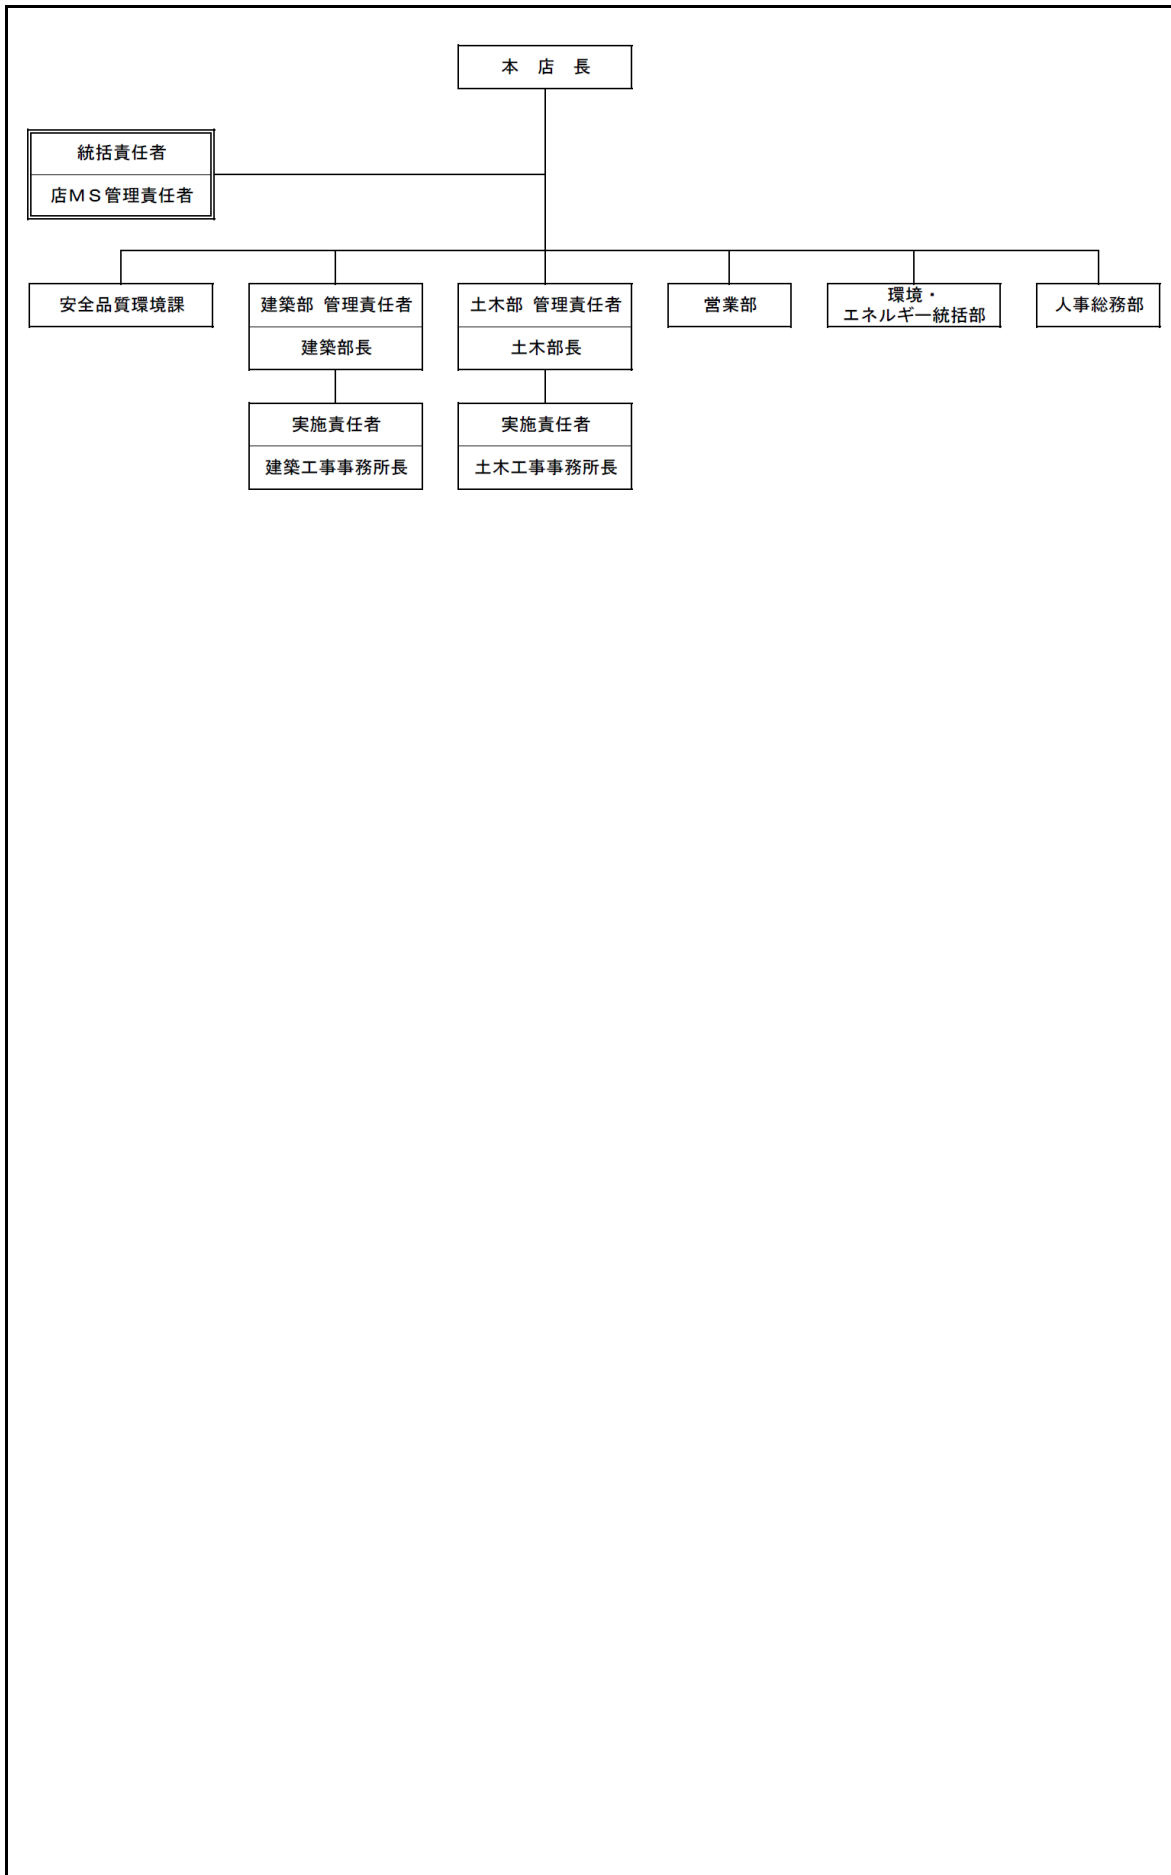 本　店　長
統括責任者
店ＭＳ管理責任者
安全品質環境課
建築部 管理責任者
建築部長
土木部 管理責任者
土木部長
営業部
環境・
エネルギー統括部
人事総務部
実施責任者
建築工事事務所長
実施責任者
土木工事事務所長